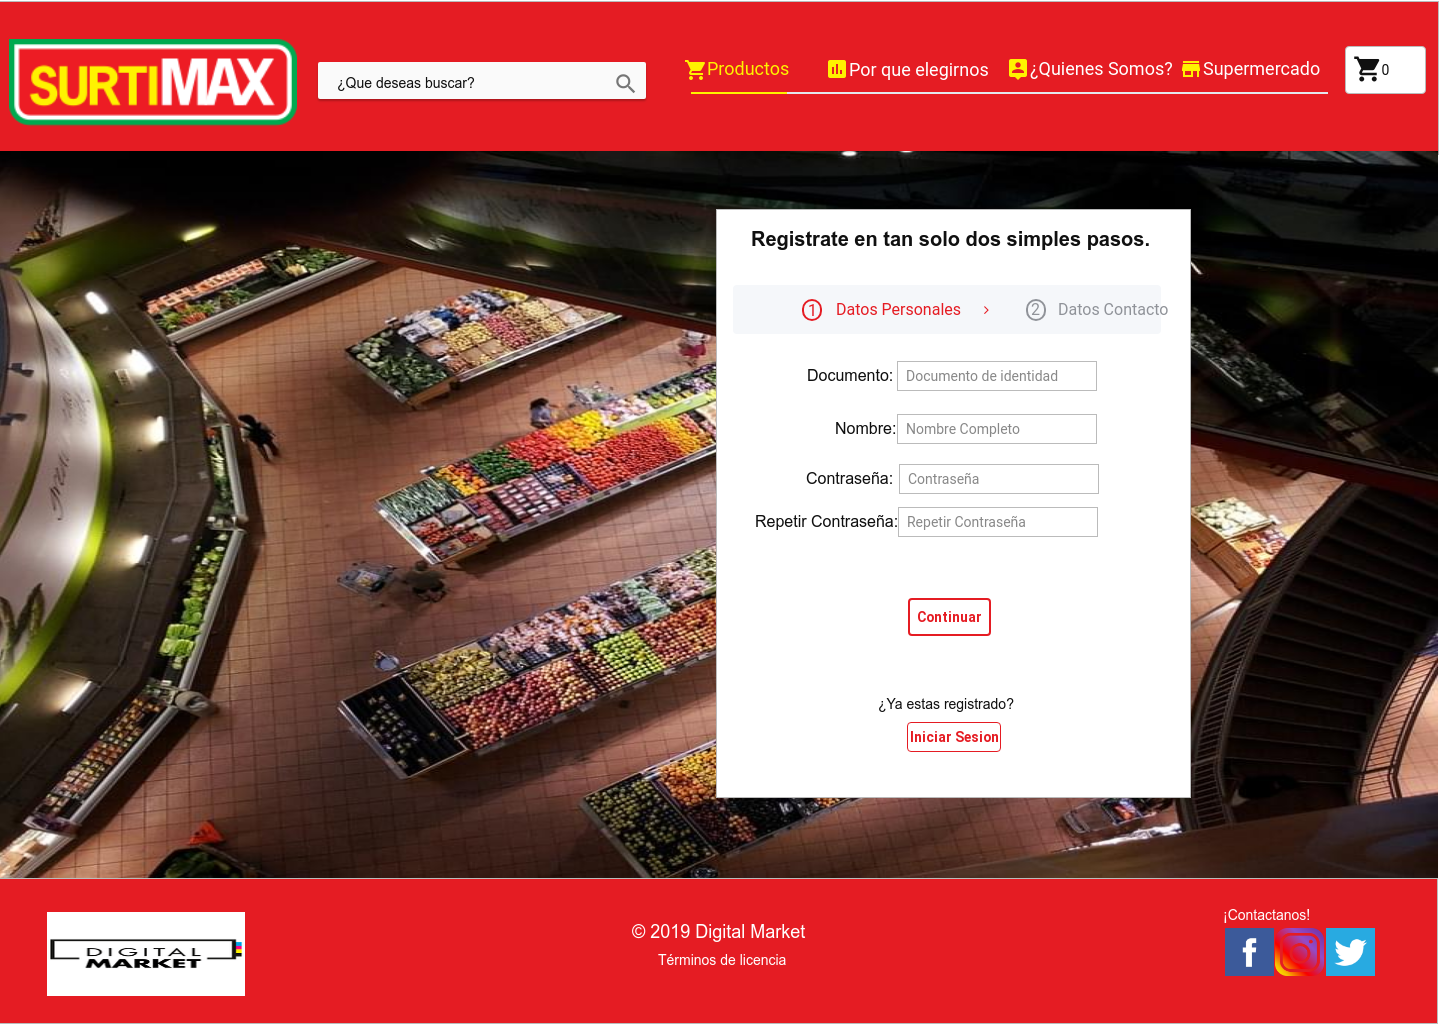 SURTIMAX
¿Que deseas buscar?
Productos
Por que elegirnos
¿Quienes Somos?
Supermercado
0
Registrate en tan solo dos simples pasos.
1 Datos Personales > 2 Datos Contacto
Documento: Documento de identidad
Nombre: Nombre Completo
Contraseña: Contraseña
Repetir Contraseña: Repetir Contraseña
Continuar
¿Ya estas registrado?
Iniciar Sesion
DIGITAL
MARKET
© 2019 Digital Market
Términos de licencia
¡Contactanos!
f